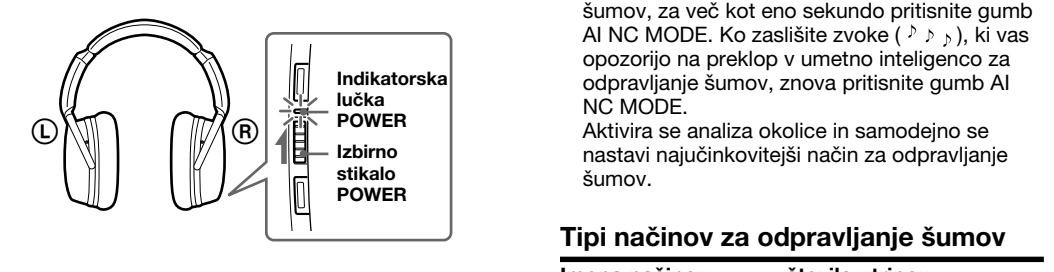 L
R
Indikatorska
lučka
POWER
Izbirno
stikalo
POWER
šumov, za več kot eno sekundo pritisnite gumb
AI NC MODE. Ko zaslišite zvoke ( ♪ ♪ ♪ ), ki vas
opozorijo na preklop v umetno inteligenco za
odpravljanje šumov, znova pritisnite gumb AI
NC MODE.
Aktivira se analiza okolice in samodejno se
nastavi najučinkovitejši način za odpravljanje
šumov.
Tipi načinov za odpravljanje šumov